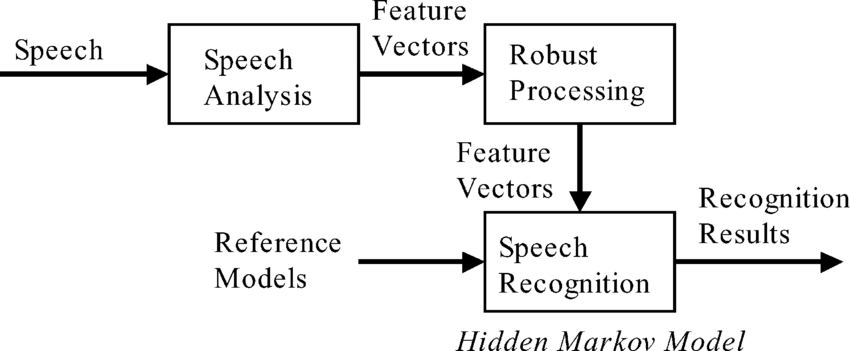 Speech
Speech
Analysis
Feature
Vectors
Robust
Processing
Feature
Vectors
Reference
Models
Speech
Recognition
Recognition
Results
Hidden Markov Model